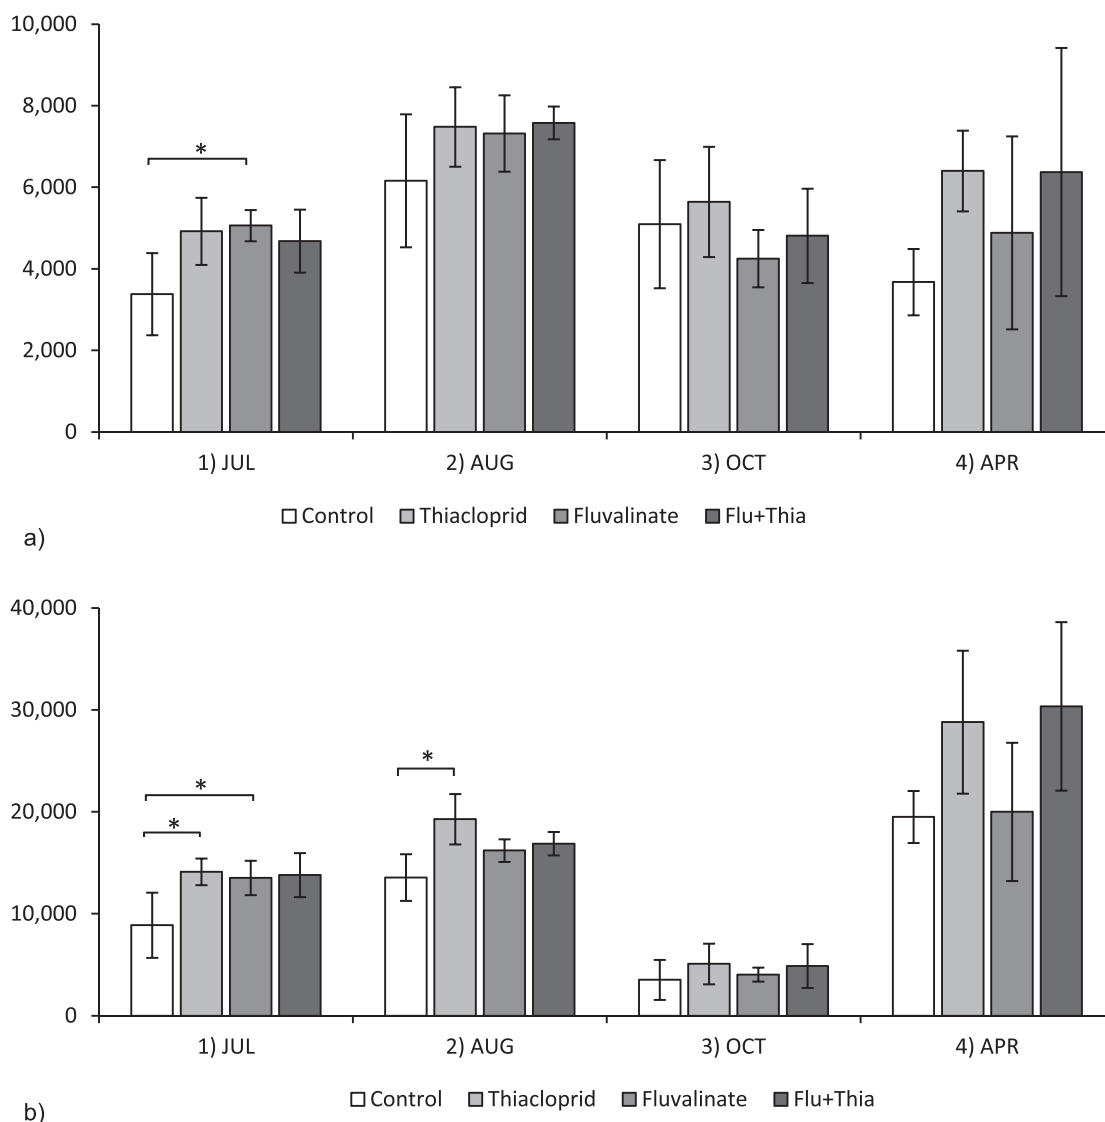 10,000
8,000
6,000
4,000
2,000
0
*
1) JUL 2) AUG 3) OCT 4) APR
Control Thiacloprid Fluvalinate Flu+Thia
a)
40,000
30,000
20,000
10,000
0
*
*
*
1) JUL 2) AUG 3) OCT 4) APR
Control Thiacloprid Fluvalinate Flu+Thia
b)